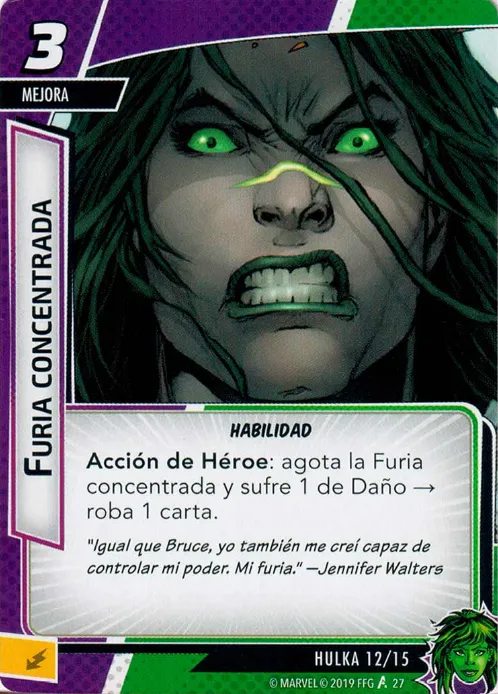 3
MEJORA
FURIA CONCENTRADA
HABILIDAD
Acción de Héroe: agota la Furia
concentrada y sufre 1 de Daño →
roba 1 carta.
"Igual que Bruce, yo también me creí capaz de
controlar mi poder. Mi furia." —Jennifer Walters
HULKA 12/15
© MARVEL © 2019 FFG 27